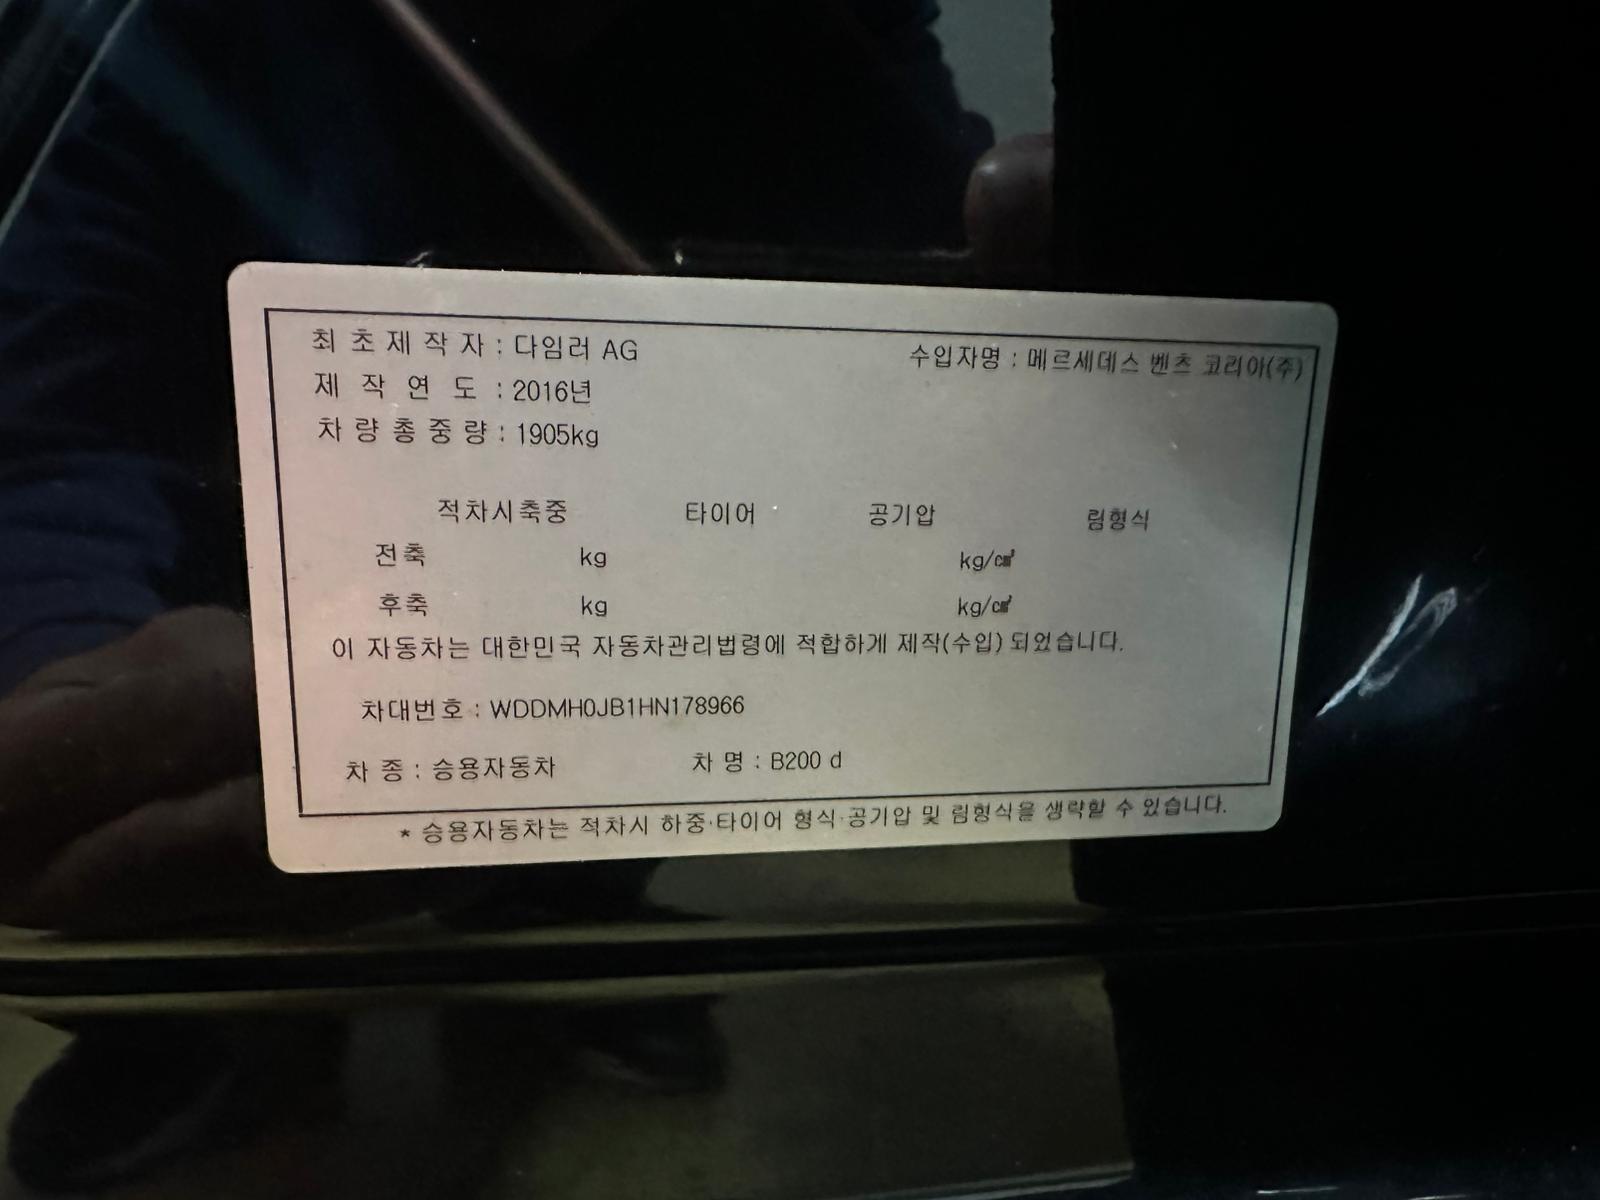 최초제작자 : 다임러 AG 수입자명 : 메르세데스 벤츠 코리아(주)
제작연도 : 2016년
차량총중량 : 1905kg
적차시축중 타이어 공기압 림형식
전축 kg kg/㎠
후축 kg kg/㎠
이 자동차는 대한민국 자동차관리법령에 적합하게 제작(수입) 되었습니다.
차대번호 : WDDMH0JB1HN178966
차 종 : 승용자동차 차 명 : B200 d
* 승용자동차는 적차시 하중·타이어 형식·공기압 및 림형식을 생략할 수 있습니다.